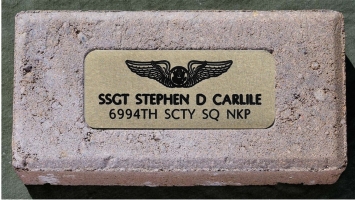 SSGT STEPHEN D CARLILE
6994TH SCTY SQ NKP